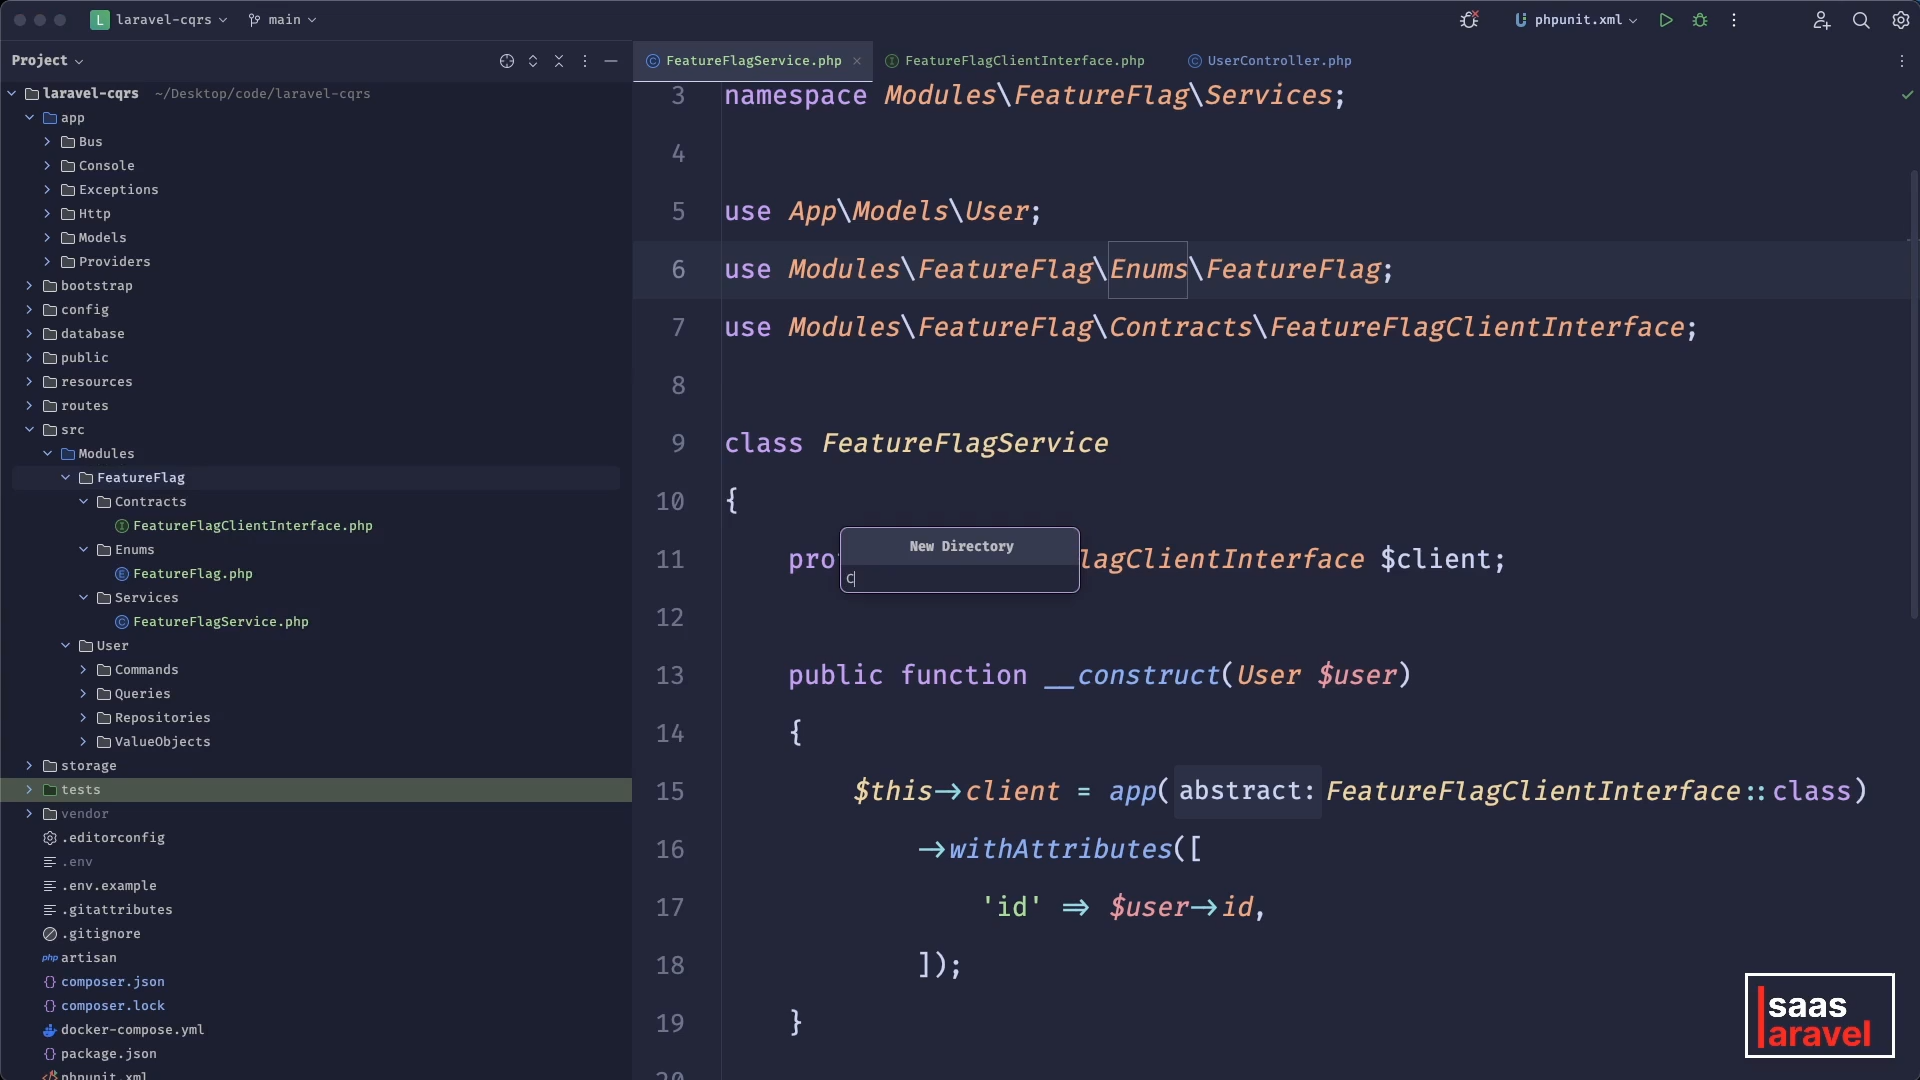 L laravel-cqrs main phpunit.xml
Project
FeatureFlagService.php FeatureFlagClientInterface.php UserController.php
laravel-cqrs ~/Desktop/code/laravel-cqrs
app
Bus
Console
Exceptions
Http
Models
Providers
bootstrap
config
database
public
resources
routes
src
Modules
FeatureFlag
Contracts
FeatureFlagClientInterface.php
Enums
FeatureFlag.php
Services
FeatureFlagService.php
User
Commands
Queries
Repositories
ValueObjects
storage
tests
vendor
.editorconfig
.env
.env.example
.gitattributes
.gitignore
php artisan
composer.json
composer.lock
docker-compose.yml
package.json
phpunit.xml
3 namespace Modules\FeatureFlag\Services;
4
5 use App\Models\User;
6 use Modules\FeatureFlag\Enums\FeatureFlag;
7 use Modules\FeatureFlag\Contracts\FeatureFlagClientInterface;
8
9 class FeatureFlagService
10 {
11 pro lagClientInterface $client;
New Directory
C
12
13 public function __construct(User $user)
14 {
15 $this->client = app( abstract: FeatureFlagClientInterface::class)
16 ->withAttributes([
17 'id' => $user->id,
18 ]);
19 }
20
saas
laravel